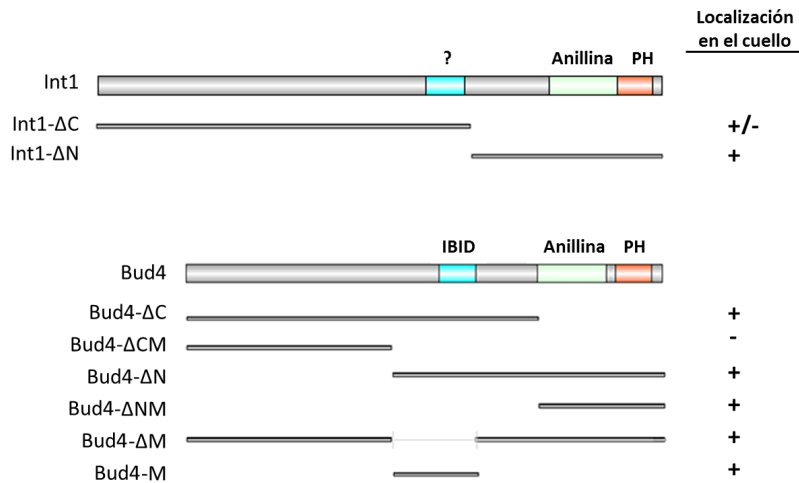 Localización
en el cuello
? Anillina PH
Int1
Int1-ΔC +/-
Int1-ΔN +
IBID Anillina PH
Bud4
Bud4-ΔC +
Bud4-ΔCM -
Bud4-ΔN +
Bud4-ΔNM +
Bud4-ΔM +
Bud4-M +